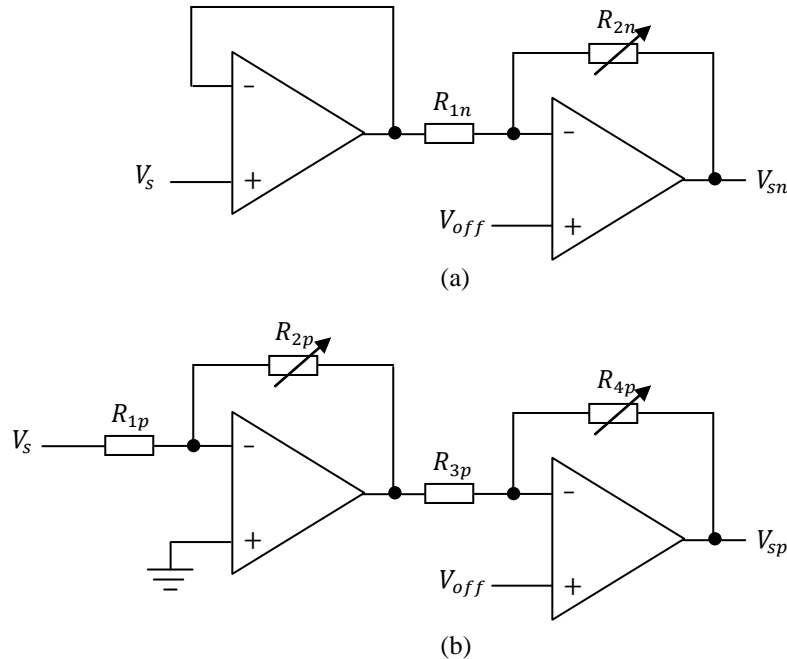 R2n
R1n
-
-
Vs
+
Vsn
Voff
+
(a)
R2p
R4p
R1p
Vs
-
R3p
-
+
Vsp
Voff
+
(b)